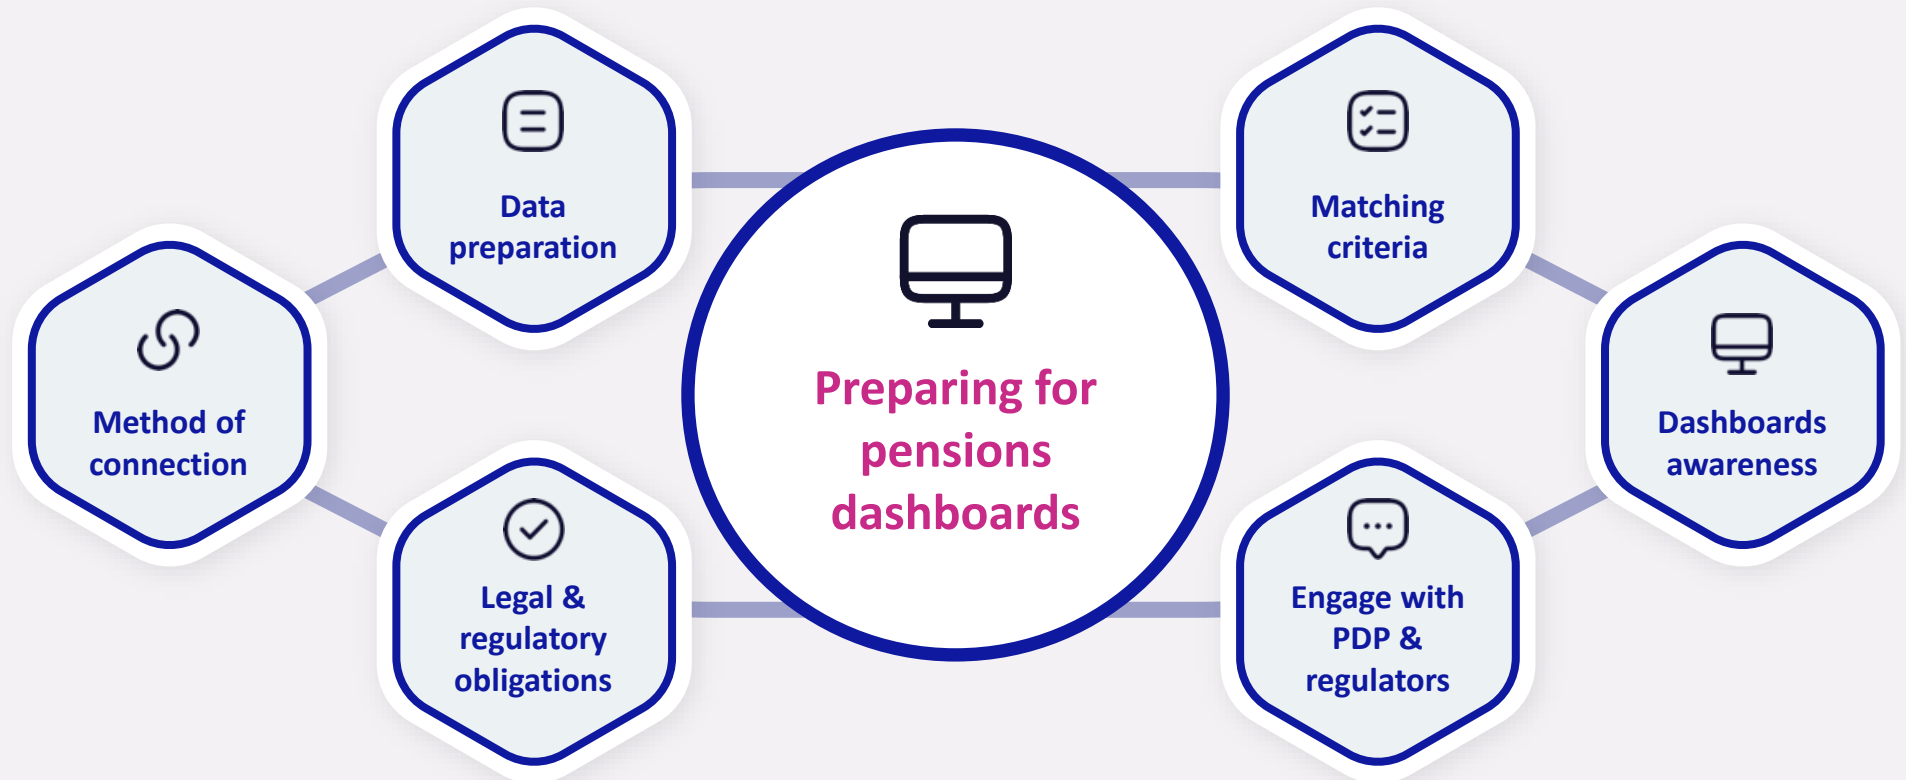 Data
preparation
Matching
criteria
Method of
connection
Preparing for
pensions
dashboards
Dashboards
awareness
Legal &
regulatory
obligations
Engage with
PDP &
regulators